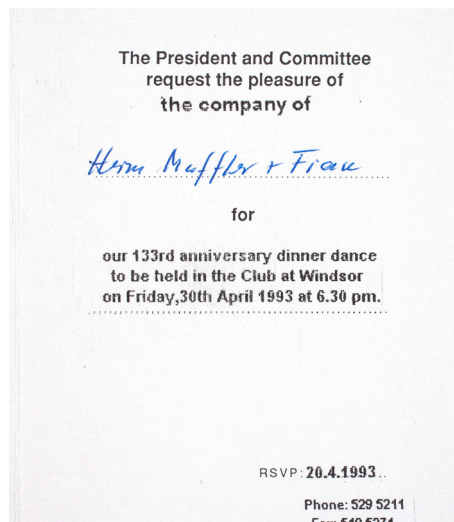 The President and Committee
request the pleasure of
the company of
Herrn Maffler + Frau
for
our 133rd anniversary dinner dance
to be held in the Club at Windsor
on Friday,30th April 1993 at 6.30 pm.
RSVP: 20.4.1993
Phone: 529 5211